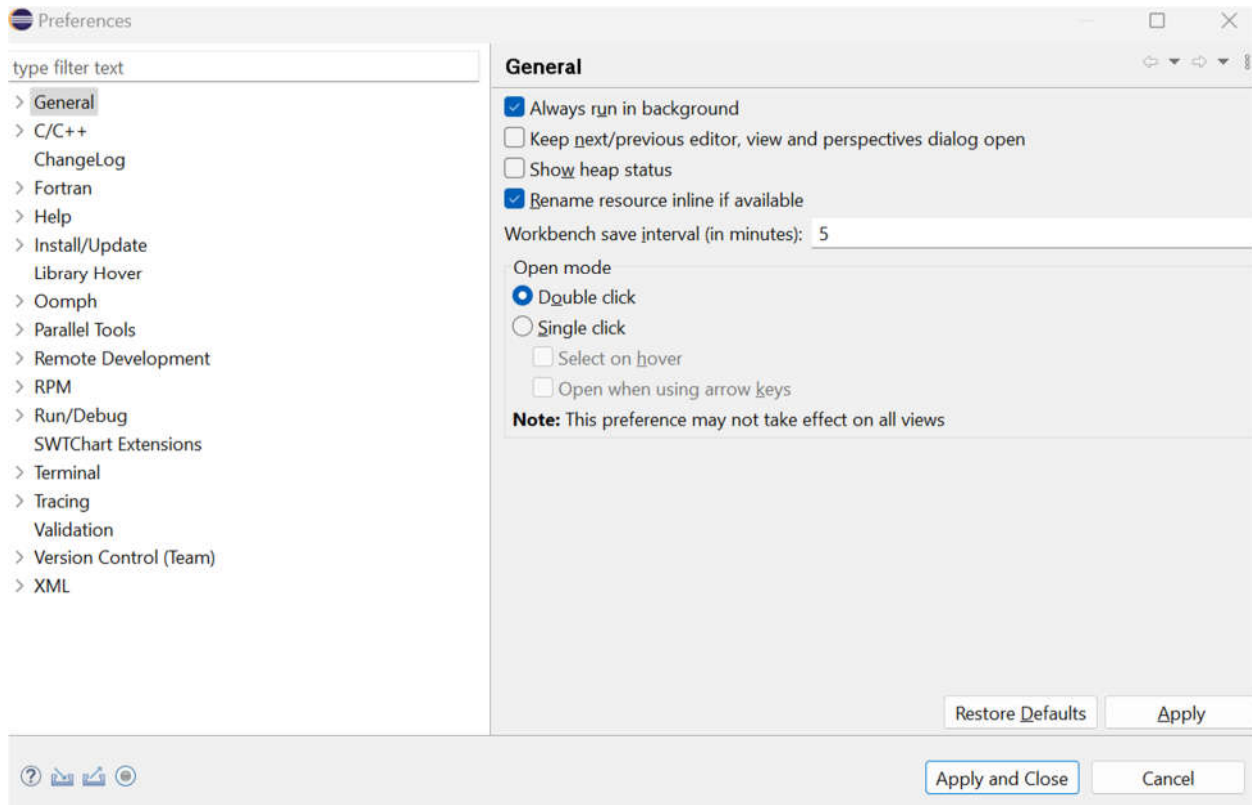 Preferences
type filter text
General
C/C++
ChangeLog
Fortran
Help
Install/Update
Library Hover
Oomph
Parallel Tools
Remote Development
RPM
Run/Debug
SWTChart Extensions
Terminal
Tracing
Validation
Version Control (Team)
XML
General
Always run in background
Keep next/previous editor, view and perspectives dialog open
Show heap status
Rename resource inline if available
Workbench save interval (in minutes): 5
Open mode
Double click
Single click
Select on hover
Open when using arrow keys
Note: This preference may not take effect on all views
Restore Defaults Apply
Apply and Close Cancel